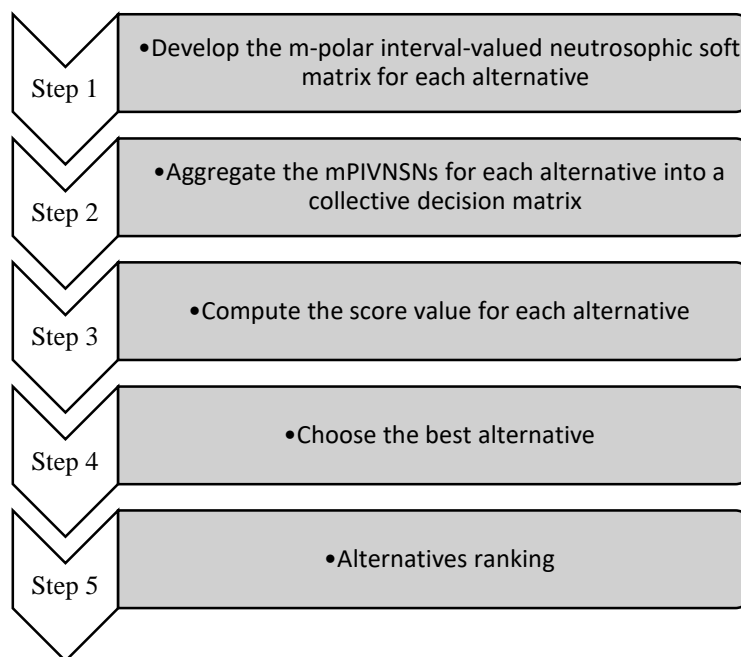 Step 1
•Develop the m-polar interval-valued neutrosophic soft
matrix for each alternative
Step 2
•Aggregate the mPIVNSNs for each alternative into a
collective decision matrix
Step 3
•Compute the score value for each alternative
Step 4
•Choose the best alternative
Step 5
•Alternatives ranking